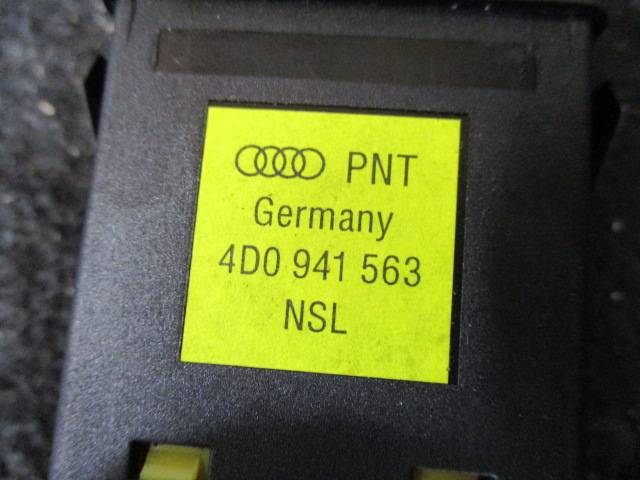 PNT
Germany
4D0 941 563
NSL